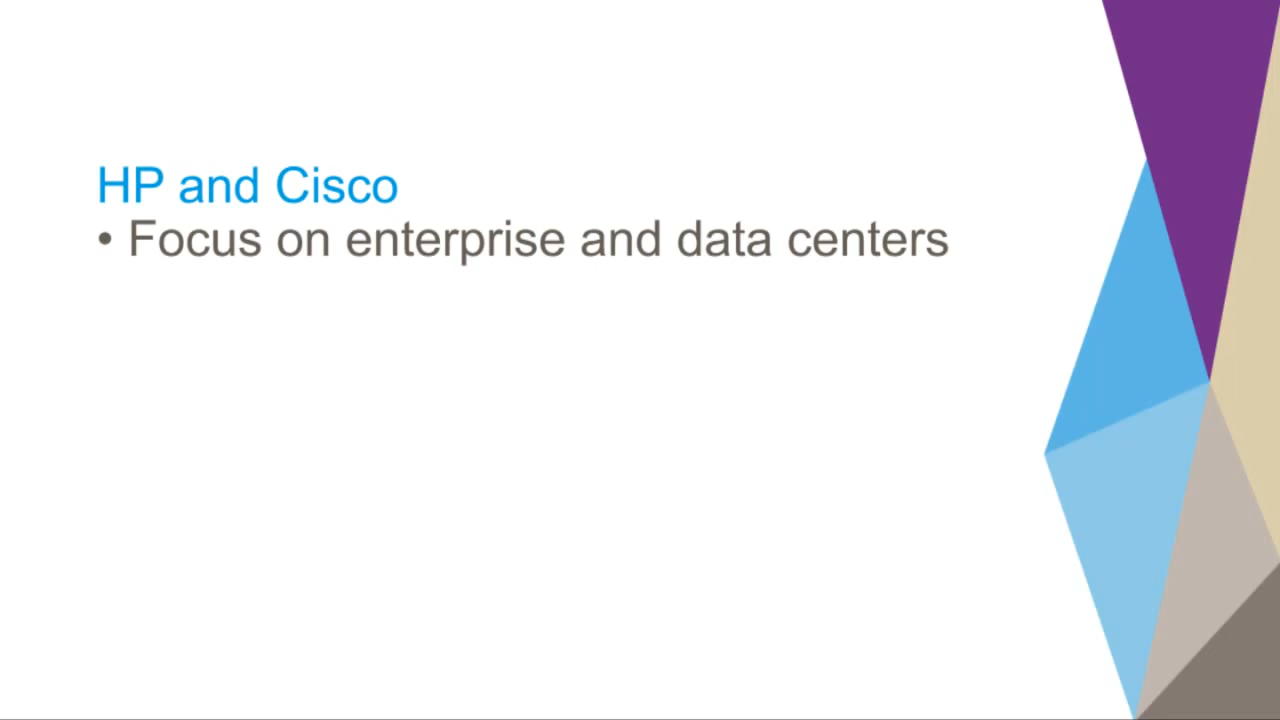 HP and Cisco
• Focus on enterprise and data centers